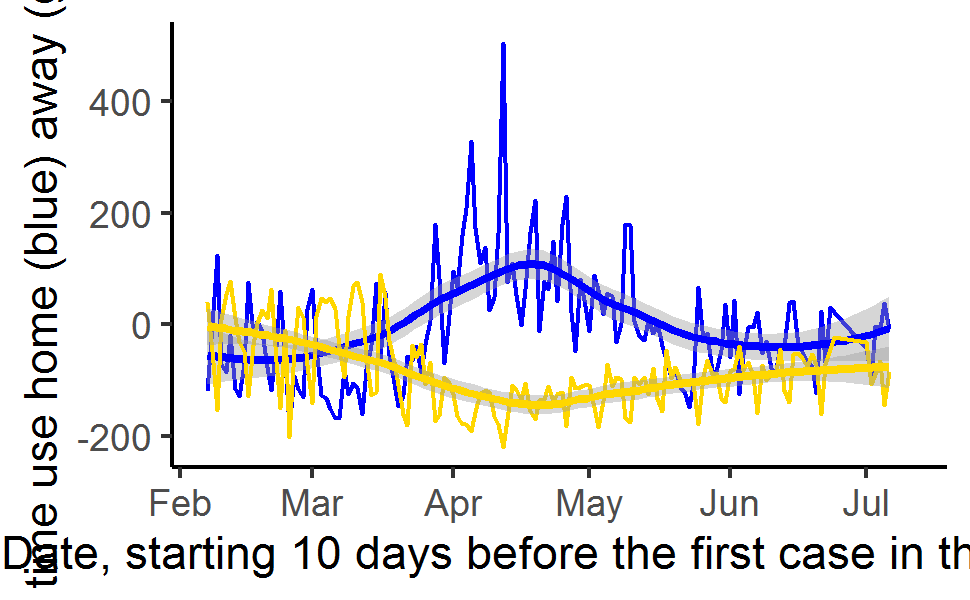 time use home (blue) away (
400
200
0
-200
Feb Mar Apr May Jun Jul
Date, starting 10 days before the first case in th